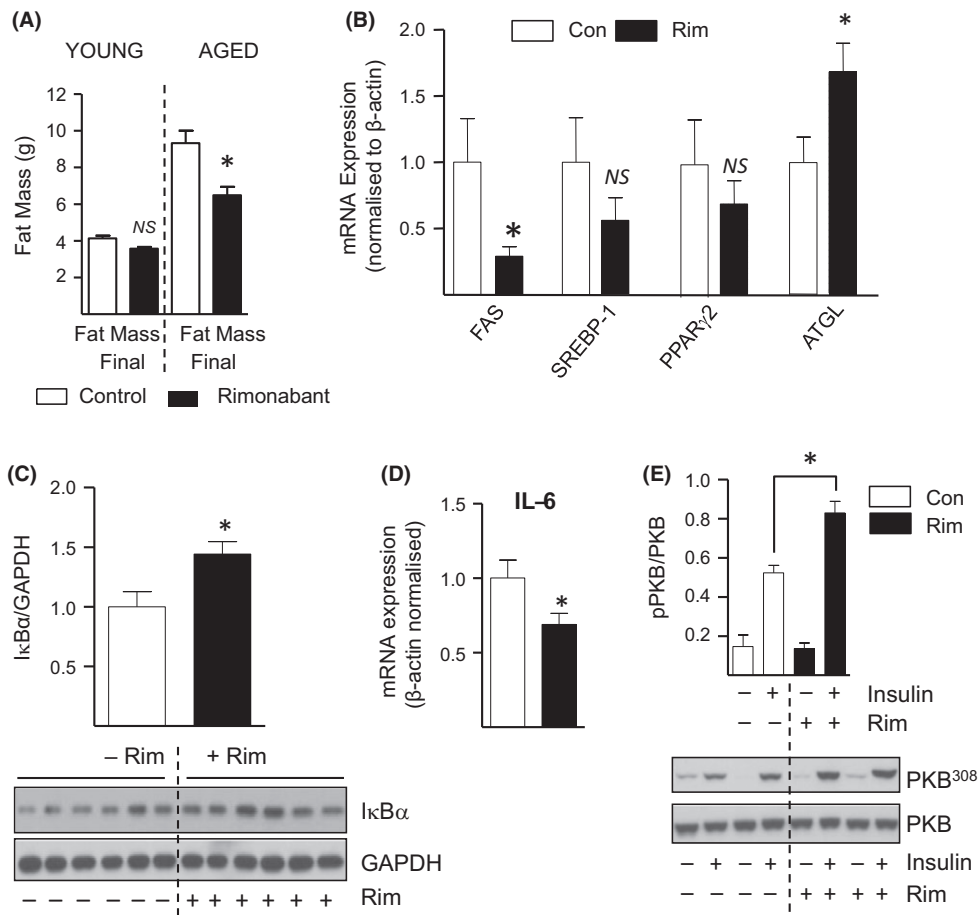 (A)
YOUNG AGED
Fat Mass (g)
12
10
8
6
4
2
NS
*
Fat Mass Final
Fat Mass Final
Control Rimonabant
(B)
Con Rim
mRNA Expression
(normalised to β-actin)
2.0
1.5
1.0
0.5
*
NS
NS
*
FAS
SREBP-1
PPARγ2
ATGL
(C)
IκBα/GAPDH
2.0
1.5
1.0
0.5
*
– Rim + Rim
IκBα
GAPDH
– – – – – – + + + + + + Rim
(D)
IL–6
mRNA expression
(β-actin normalised)
1.5
1.0
0.5
*
(E)
Con
Rim
pPKB/PKB
1.0
0.8
0.6
0.4
0.2
*
– + – + Insulin
– – + + Rim
PKB308
PKB
– + – + – + – + Insulin
– – – – + + + + Rim